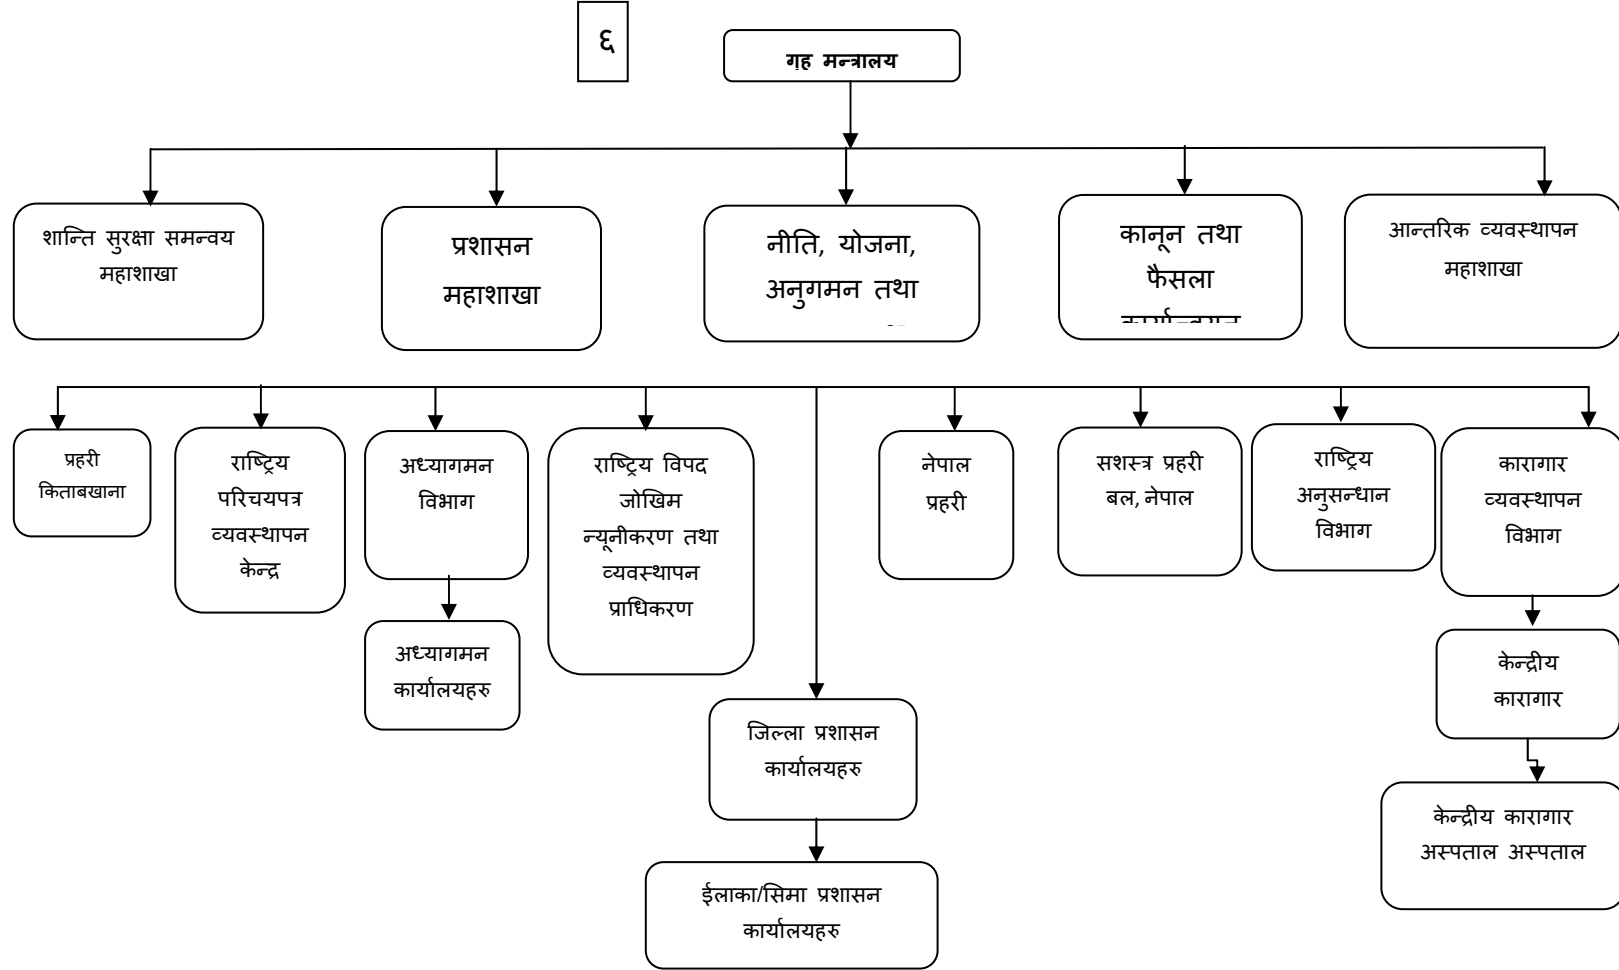 ६
गृह मन्त्रालय
शान्ति सुरक्षा समन्वय
महाशाखा
प्रशासन
महाशाखा
नीति, योजना,
अनुगमन तथा
कानून तथा
फैसला
कार्यान्वयन
आन्तरिक व्यवस्थापन
महाशाखा
प्रहरी
किताबखाना
राष्ट्रिय
परिचयपत्र
व्यवस्थापन
केन्द्र
अध्यागमन
विभाग
राष्ट्रिय विपद
जोखिम
न्यूनीकरण तथा
व्यवस्थापन
प्राधिकरण
नेपाल
प्रहरी
सशस्त्र प्रहरी
बल, नेपाल
राष्ट्रिय
अनुसन्धान
विभाग
कारागार
व्यवस्थापन
विभाग
अध्यागमन
कार्यालयहरु
जिल्ला प्रशासन
कार्यालयहरु
ईलाका/सिमा प्रशासन
कार्यालयहरु
केन्द्रीय
कारागार
केन्द्रीय कारागार
अस्पताल अस्पताल